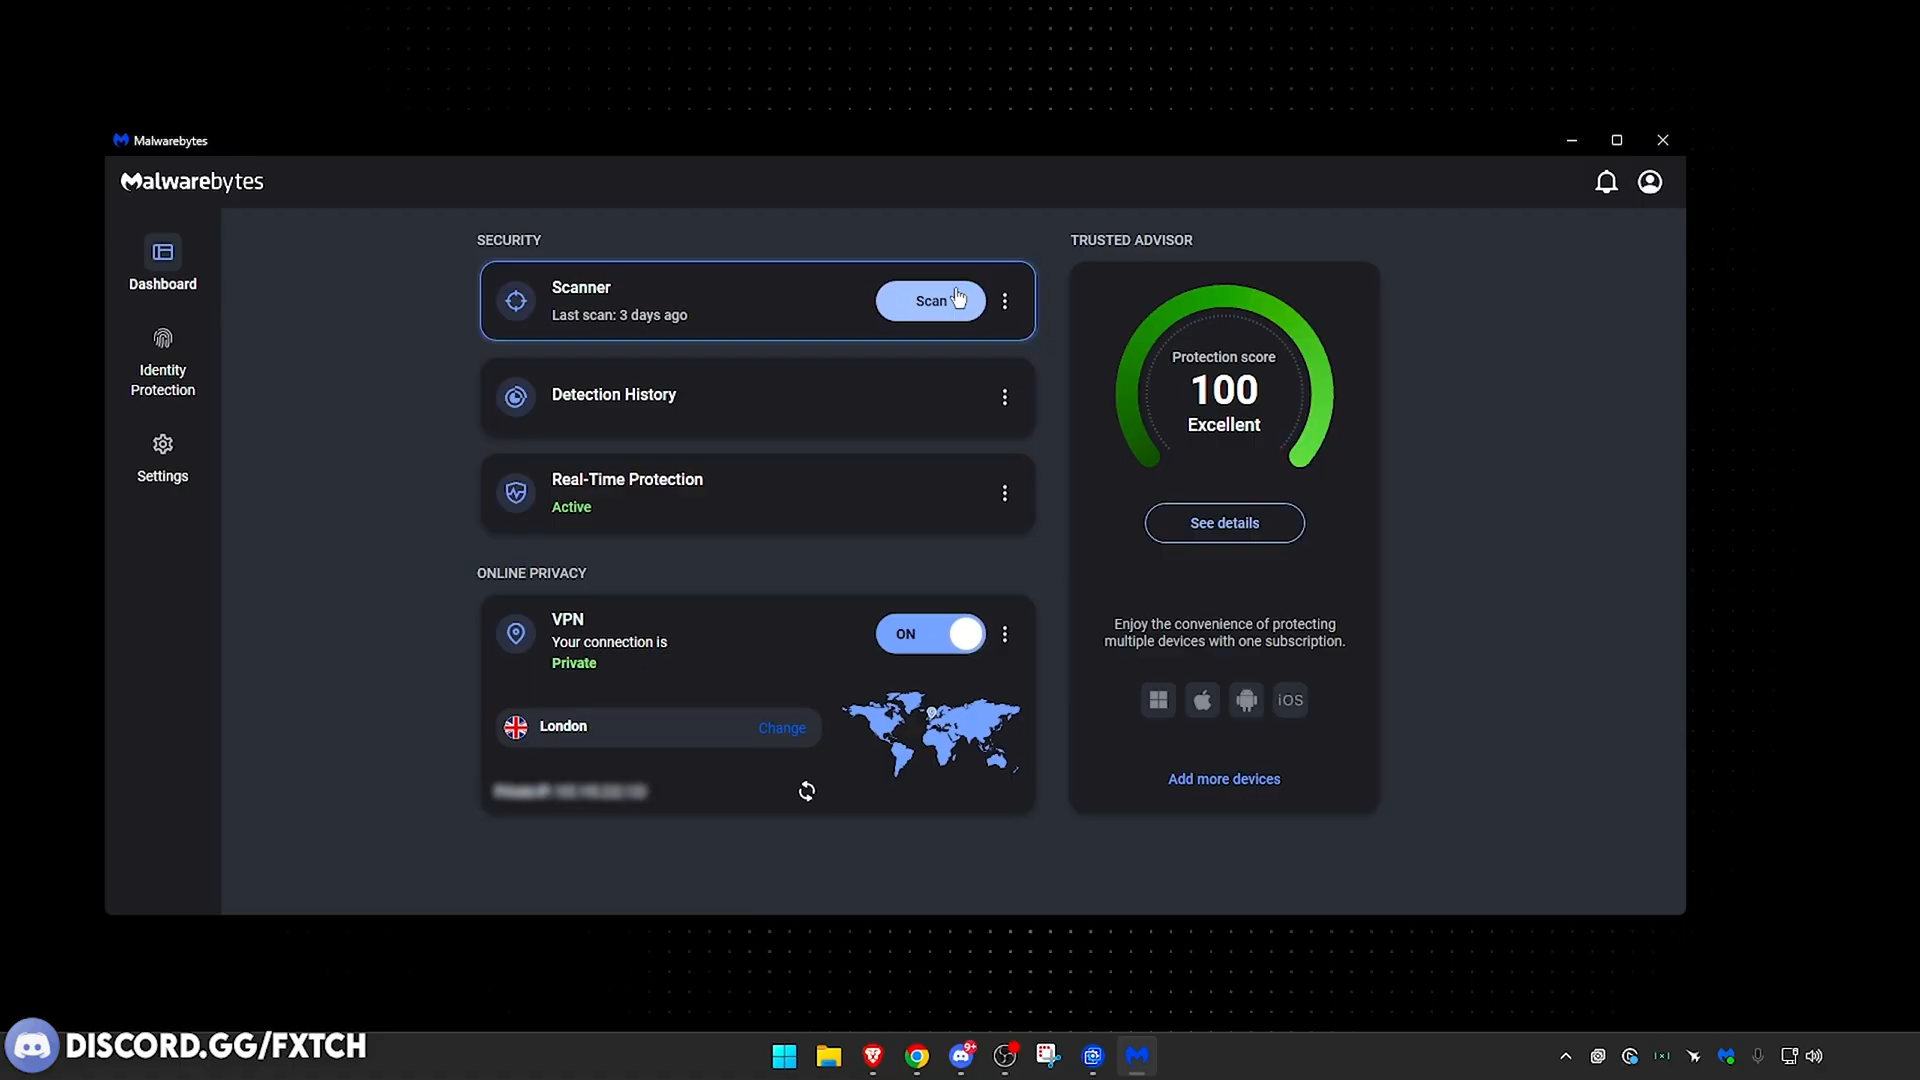 Malwarebytes
Malwarebytes
Dashboard
Identity
Protection
Settings
SECURITY
Scanner
Last scan: 3 days ago
Scan
Detection History
Real-Time Protection
Active
ONLINE PRIVACY
VPN
Your connection is
Private
ON
London
Change
TRUSTED ADVISOR
Protection score
100
Excellent
See details
Enjoy the convenience of protecting
multiple devices with one subscription.
iOS
Add more devices
DISCORD.GG/FXTCH
9+